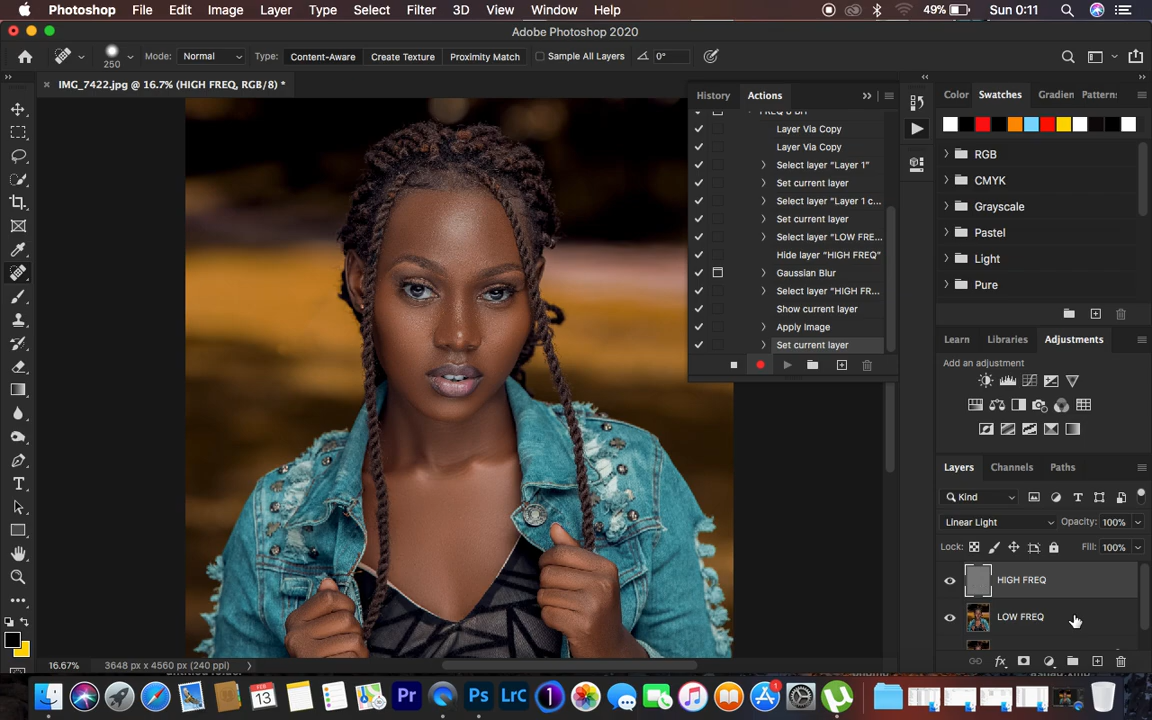 Photoshop File Edit Image Layer Type Select Filter 3D View Window Help 49% Sun 0:11
Adobe Photoshop 2020
250 Mode: Normal Type: Content-Aware Create Texture Proximity Match Sample All Layers 0°
IMG_7422.jpg @ 16.7% (HIGH FREQ, RGB/8) *
History Actions
Layer Via Copy
Layer Via Copy
Select layer “Layer 1”
Set current layer
Select layer “Layer 1 c...
Set current layer
Select layer “LOW FRE...
Hide layer “HIGH FREQ”
Gaussian Blur
Select layer “HIGH FR...
Show current layer
Apply Image
Set current layer
Color Swatches Gradien Pattern:
RGB
CMYK
Grayscale
Pastel
Light
Pure
Learn Libraries Adjustments
Add an adjustment
Layers Channels Paths
Kind
Linear Light Opacity: 100%
Lock: Fill: 100%
HIGH FREQ
LOW FREQ
16.67% 3648 px x 4560 px (240 ppi)
FEB
13
Pr Ps LrC 1